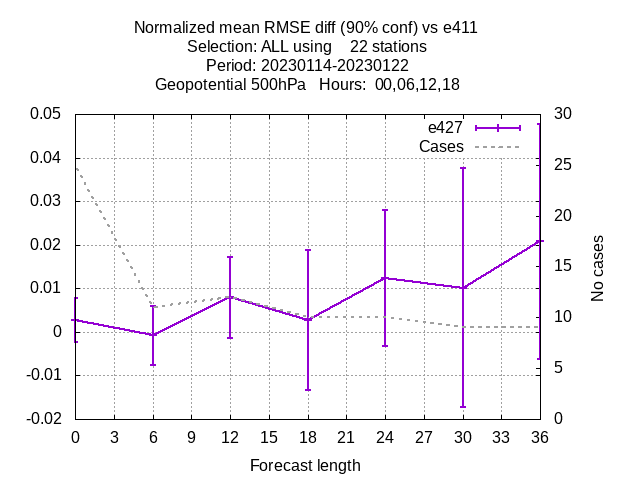 Normalized mean RMSE diff (90% conf) vs e411
Selection: ALL using    22 stations
Period: 20230114-20230122
Geopotential 500hPa   Hours:  00,06,12,18
0.05
0.04
0.03
0.02
0.01
0
-0.01
-0.02
e427
Cases
30
25
20
15
10
5
0
No cases
0 3 6 9 12 15 18 21 24 27 30 33 36
Forecast length